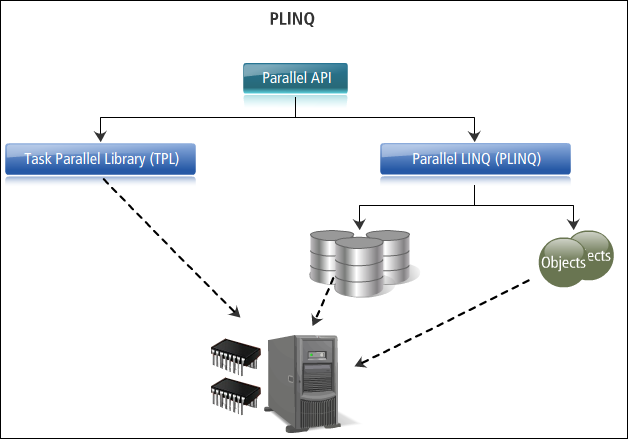 PLINQ
Parallel API
Task Parallel Library (TPL)
Parallel LINQ (PLINQ)
Objects
ects